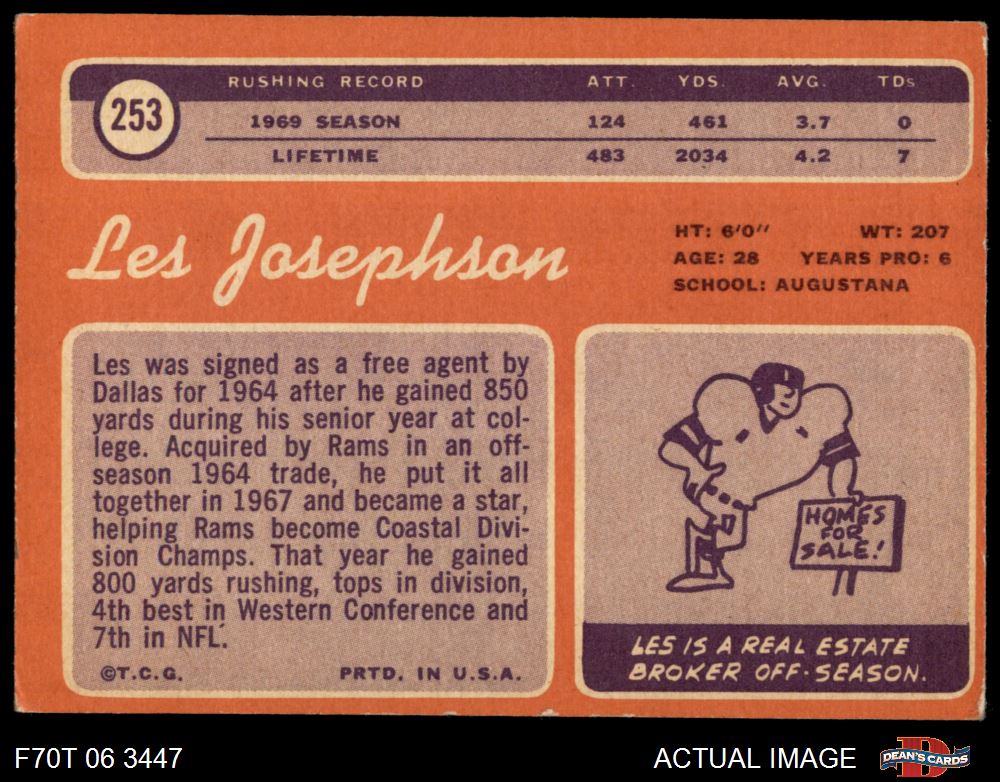 253
RUSHING RECORD ATT. YDS. AVG. TDs
1969 SEASON 124 461 3.7 0
LIFETIME 483 2034 4.2 7
Les Josephson
HT: 6'0" WT: 207
AGE: 28 YEARS PRO: 6
SCHOOL: AUGUSTANA
Les was signed as a free agent by
Dallas for 1964 after he gained 850
yards during his senior year at col-
lege. Acquired by Rams in an off-
season 1964 trade, he put it all
together in 1967 and became a star,
helping Rams become Coastal Divi-
sion Champs. That year he gained
800 yards rushing, tops in division,
4th best in Western Conference and
7th in NFL.
©T.C.G. PRTD. IN U.S.A.
HOMES
FOR
SALE!
LES IS A REAL ESTATE
BROKER OFF-SEASON.
F70T 06 3447
ACTUAL IMAGE
D
DEAN'S CARDS